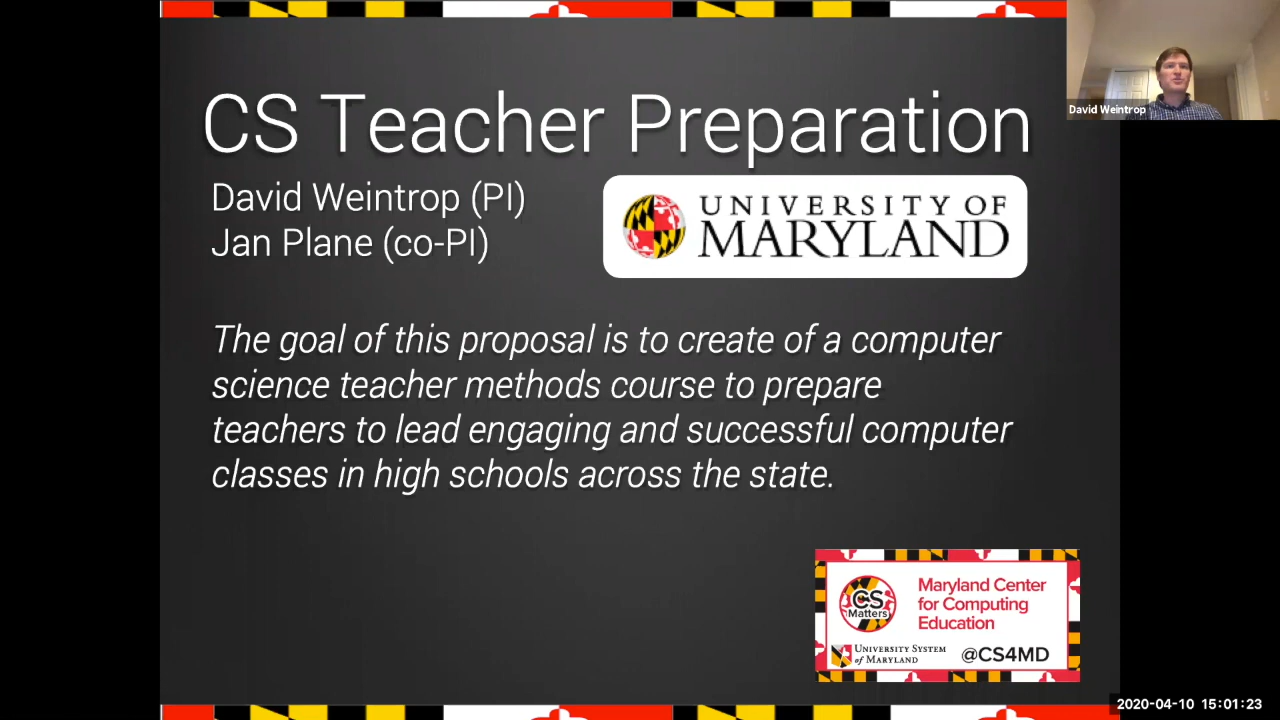 CS Teacher Preparation
David Weintrop
David Weintrop (PI)
Jan Plane (co-PI)
UNIVERSITY OF
MARYLAND
The goal of this proposal is to create of a computer
science teacher methods course to prepare
teachers to lead engaging and successful computer
classes in high schools across the state.
CS
Matters
Maryland Center
for Computing
Education
UNIVERSITY SYSTEM
of MARYLAND
@CS4MD
2020-04-10 15:01:23